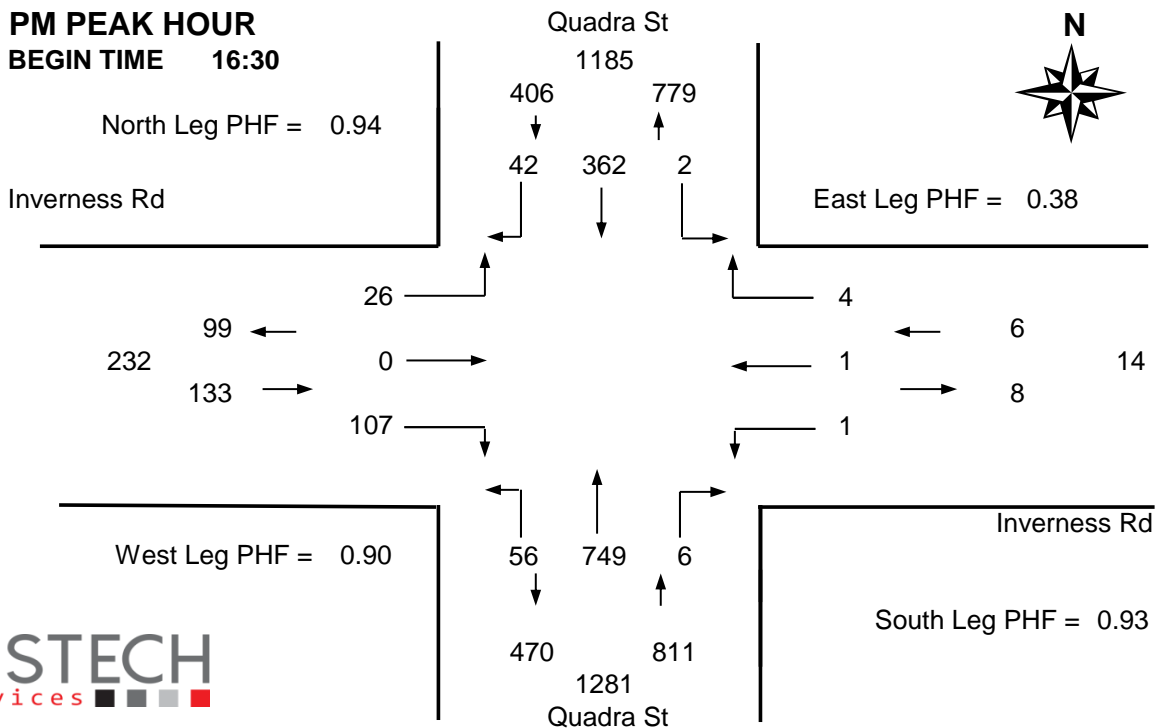 PM PEAK HOUR
BEGIN TIME 16:30
Quadra St
1185
N
406 779
North Leg PHF = 0.94
42 362 2
Inverness Rd
East Leg PHF = 0.38
26 4
99 6
232 0 1 14
133 8
107 1
Inverness Rd
West Leg PHF = 0.90
56 749 6
South Leg PHF = 0.93
470 811
1281
Quadra St
STECH
vices